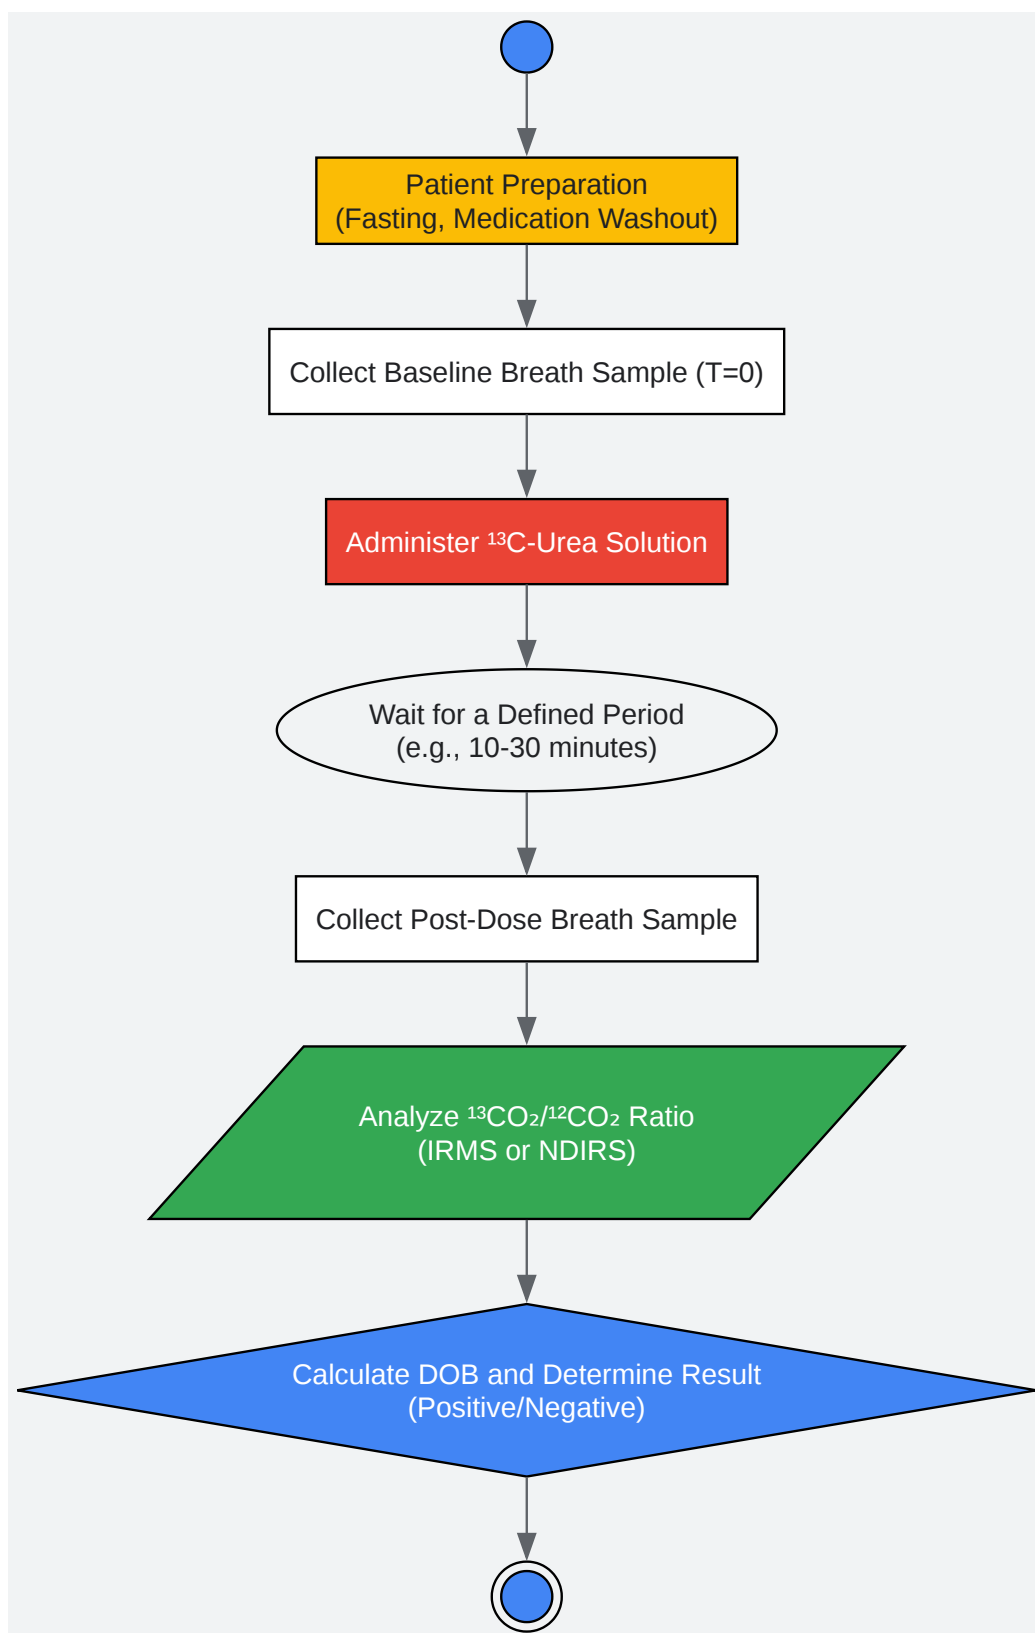 Patient Preparation
(Fasting, Medication Washout)
Collect Baseline Breath Sample (T=0)
Administer ¹³C-Urea Solution
Wait for a Defined Period
(e.g., 10-30 minutes)
Collect Post-Dose Breath Sample
Analyze ¹³CO₂/¹²CO₂ Ratio
(IRMS or NDIRS)
Calculate DOB and Determine Result
(Positive/Negative)